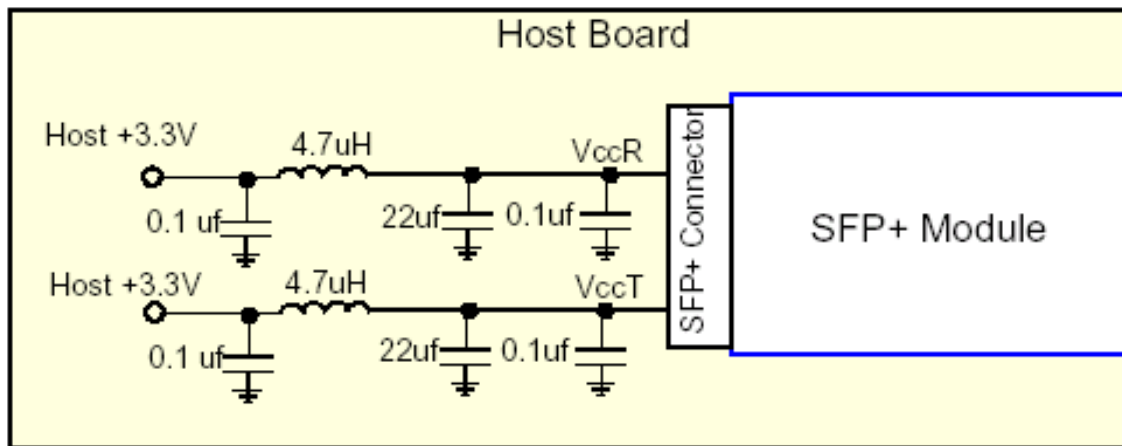 Host Board
Host +3.3V
4.7uH
VccR
0.1 uf
22uf
0.1uf
Host +3.3V
4.7uH
VccT
0.1 uf
22uf
0.1uf
SFP+ Connector
SFP+ Module